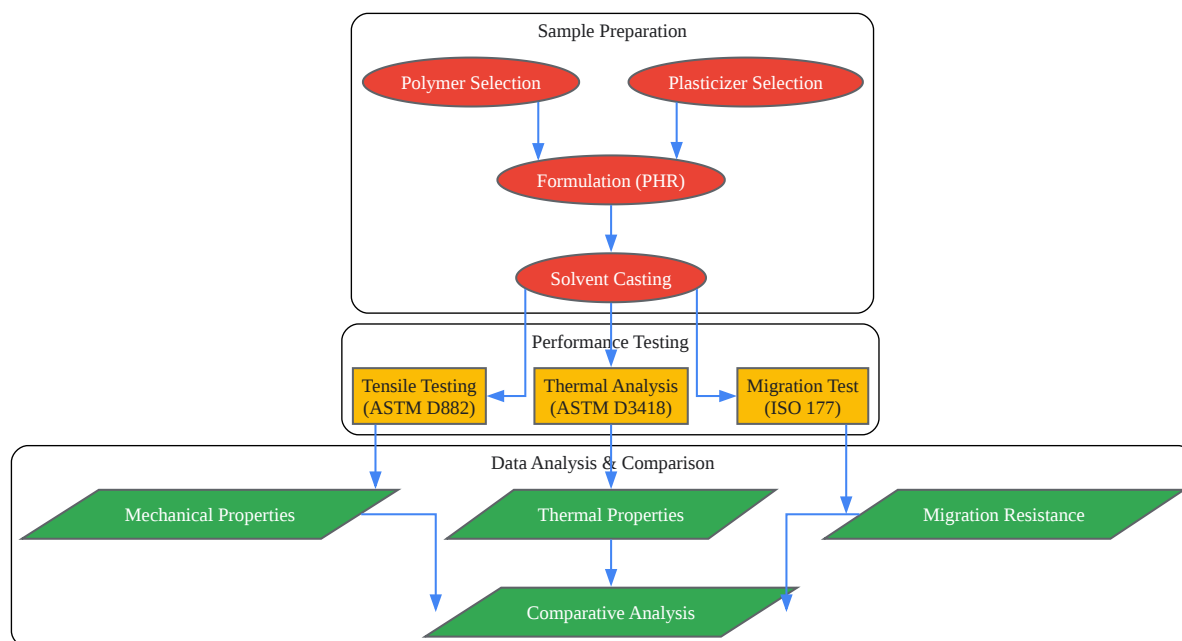 Sample Preparation
Polymer Selection
Plasticizer Selection
Formulation (PHR)
Solvent Casting
Performance Testing
Tensile Testing
(ASTM D882)
Thermal Analysis
(ASTM D3418)
Migration Test
(ISO 177)
Data Analysis & Comparison
Mechanical Properties
Thermal Properties
Migration Resistance
Comparative Analysis